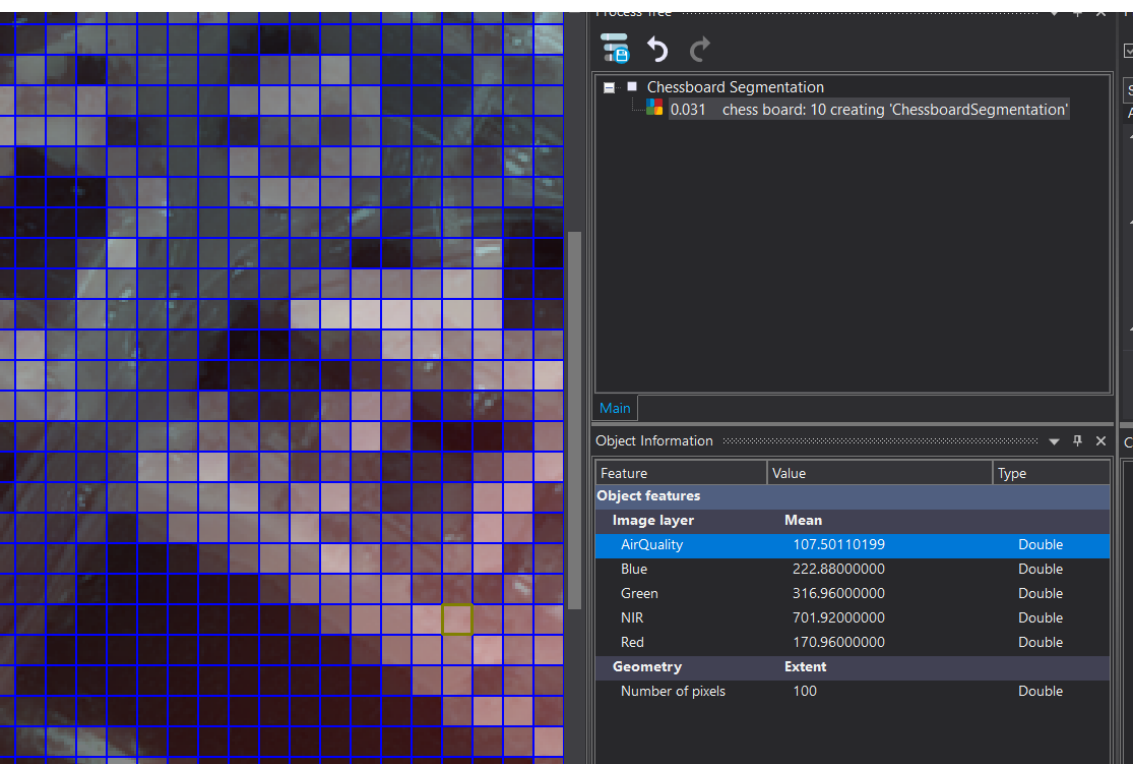 Process Tree
Chessboard Segmentation
0.031 chess board: 10 creating 'ChessboardSegmentation'
Main
Object Information
Feature Value Type
Object features
Image layer Mean
AirQuality 107.50110199 Double
Blue 222.88000000 Double
Green 316.96000000 Double
NIR 701.92000000 Double
Red 170.96000000 Double
Geometry Extent
Number of pixels 100 Double